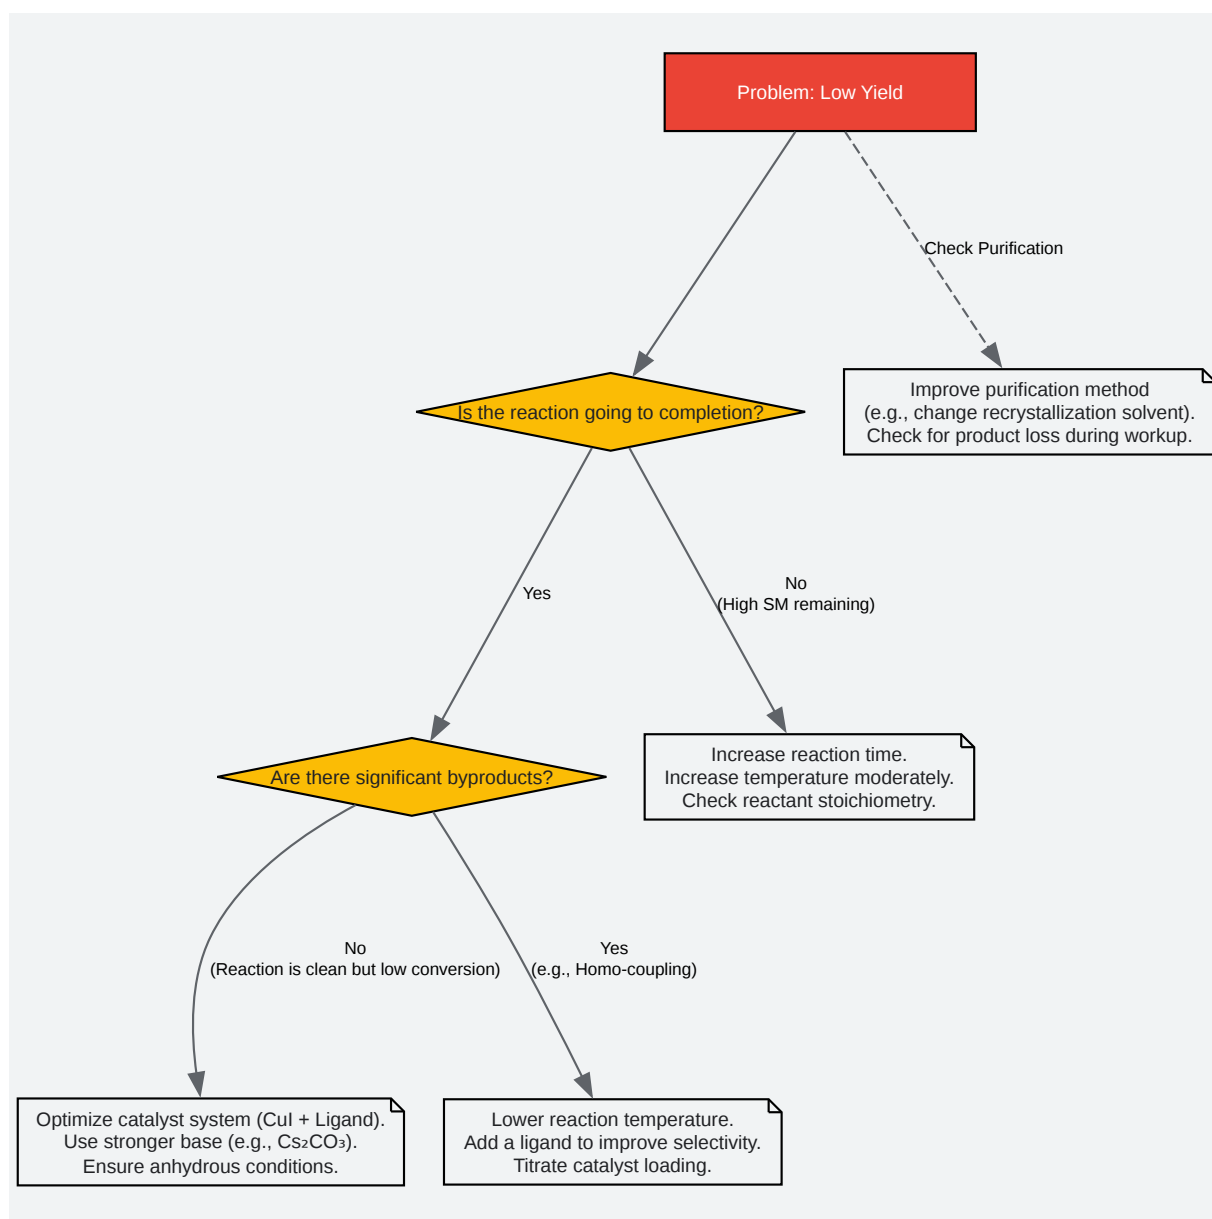 Problem: Low Yield
Check Purification
Improve purification method
(e.g., change recrystallization solvent).
Check for product loss during workup.
Is the reaction going to completion?
Yes
No
(High SM remaining)
Increase reaction time.
Increase temperature moderately.
Check reactant stoichiometry.
Are there significant byproducts?
No
(Reaction is clean but low conversion)
Yes
(e.g., Homo-coupling)
Optimize catalyst system (CuI + Ligand).
Use stronger base (e.g., Cs₂CO₃).
Ensure anhydrous conditions.
Lower reaction temperature.
Add a ligand to improve selectivity.
Titrate catalyst loading.